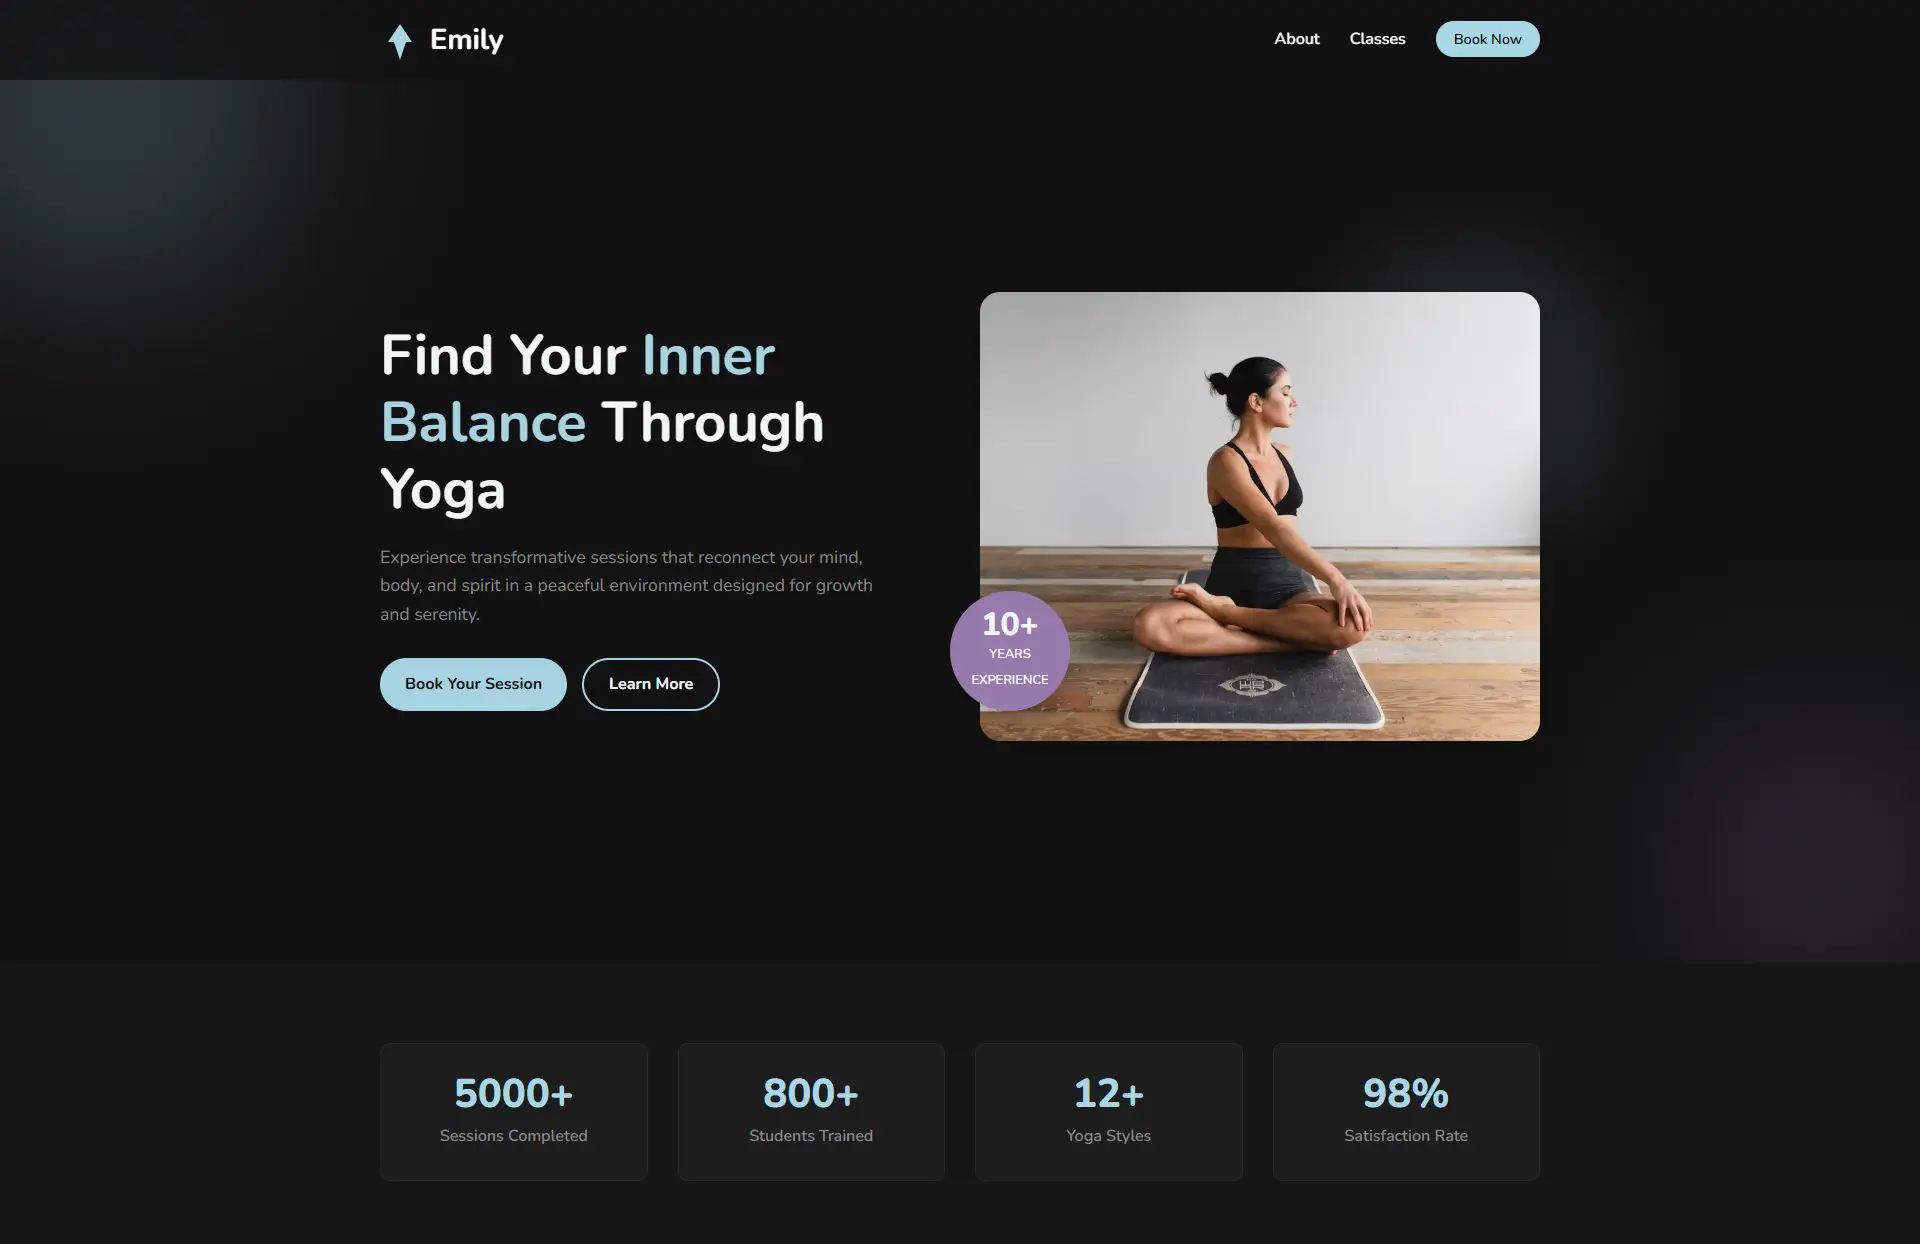 Emily
About
Classes
Book Now
Find Your Inner
Balance Through
Yoga
Experience transformative sessions that reconnect your mind,
body, and spirit in a peaceful environment designed for growth
and serenity.
Book Your Session
Learn More
10+
YEARS
EXPERIENCE
5000+
Sessions Completed
800+
Students Trained
12+
Yoga Styles
98%
Satisfaction Rate